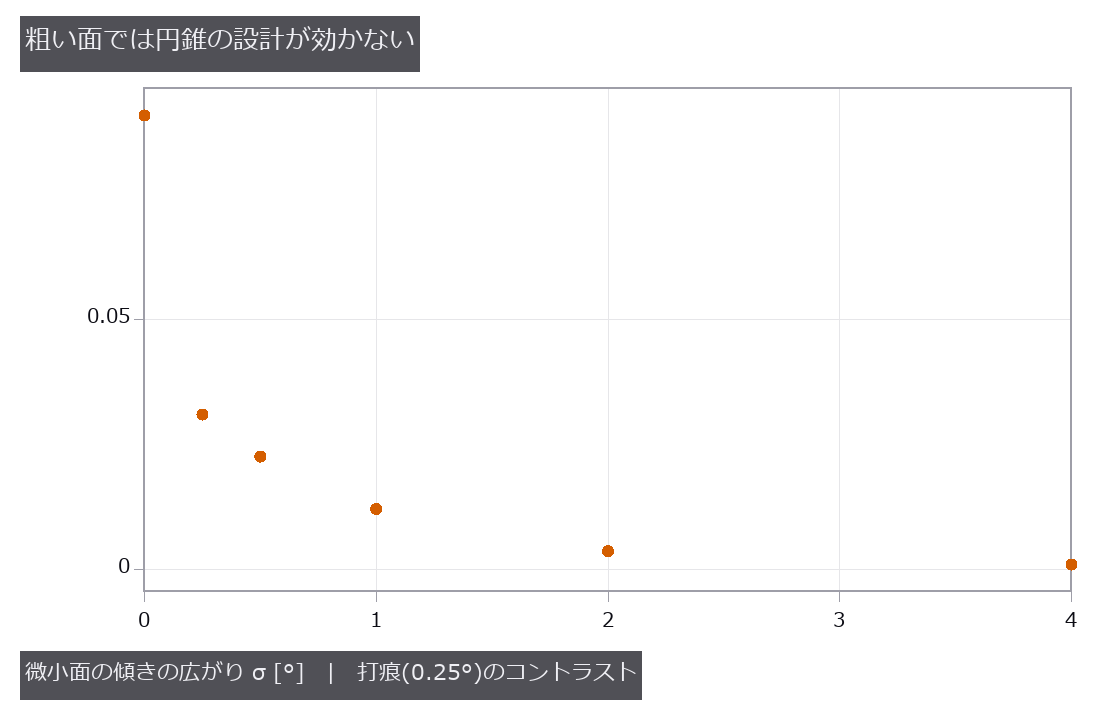 粗い面では円錐の設計が効かない
0.05
0
0 1 2 3 4
微小面の傾きの広がり σ [°] | 打痕(0.25°)のコントラスト